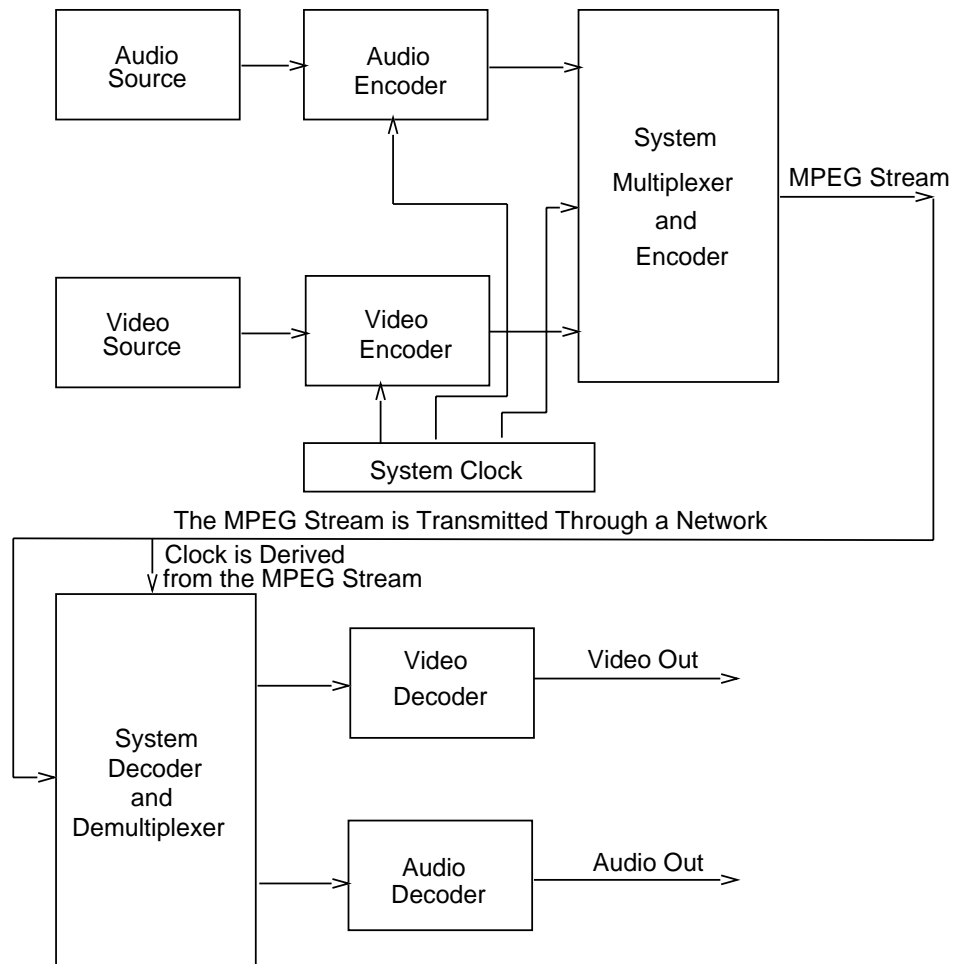 Audio
Source
Audio
Encoder
System
Multiplexer
and
Encoder
MPEG Stream
Video
Source
Video
Encoder
System Clock
The MPEG Stream is Transmitted Through a Network
Clock is Derived
from the MPEG Stream
System
Decoder
and
Demultiplexer
Video
Decoder
Video Out
Audio
Decoder
Audio Out